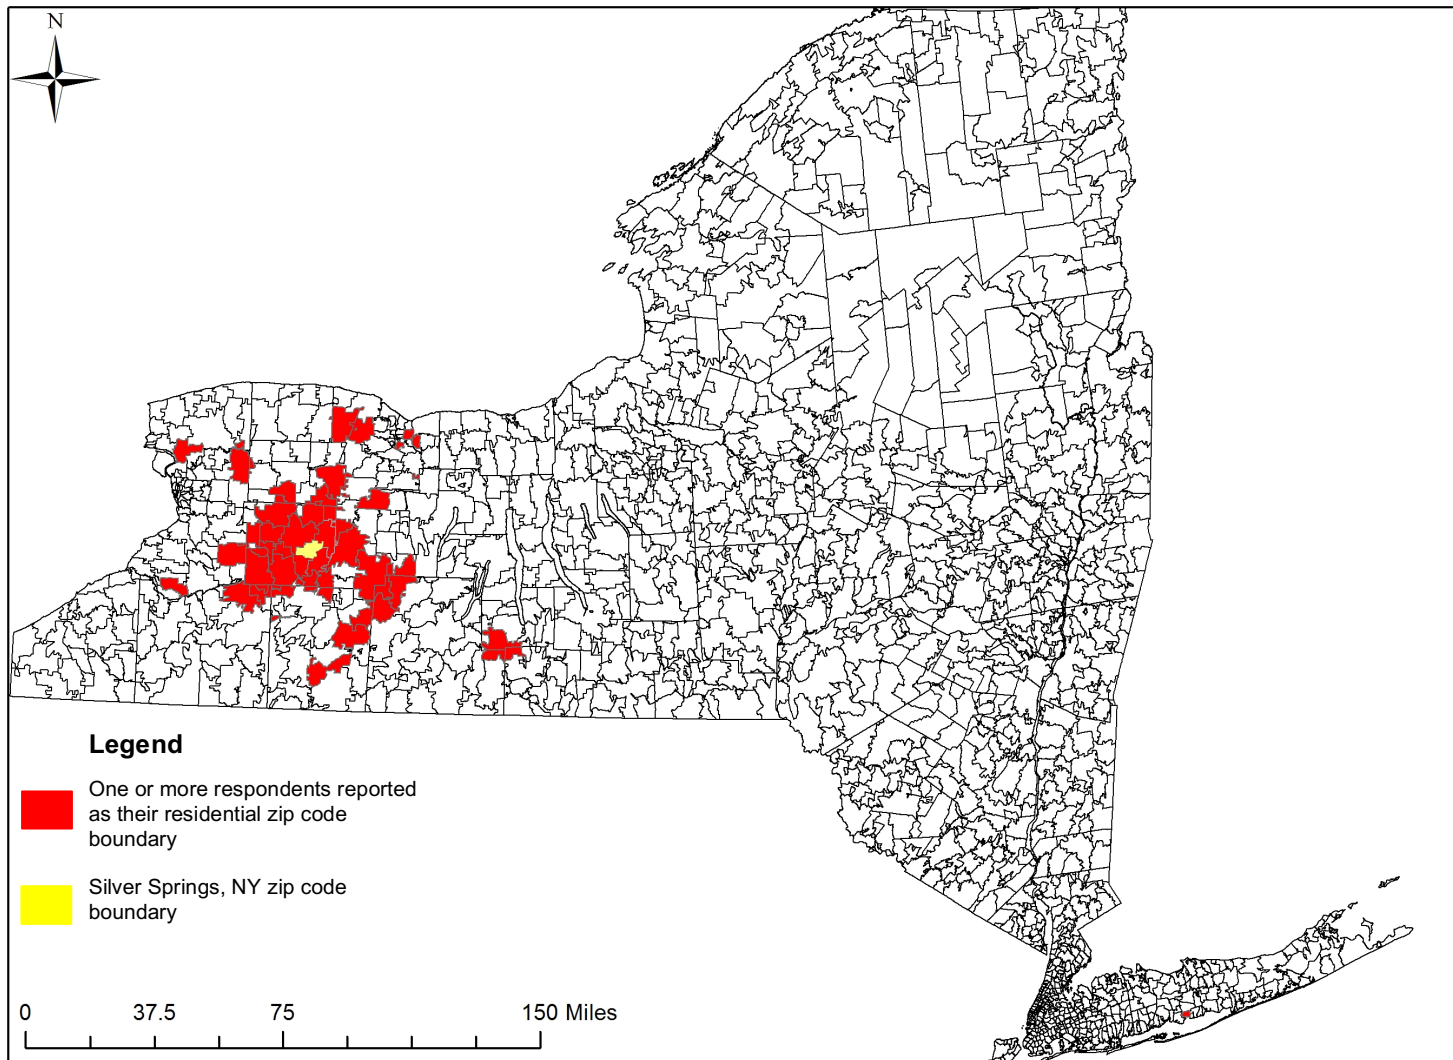 N
Legend
One or more respondents reported
as their residential zip code
boundary
Silver Springs, NY zip code
boundary
0 37.5 75 150 Miles